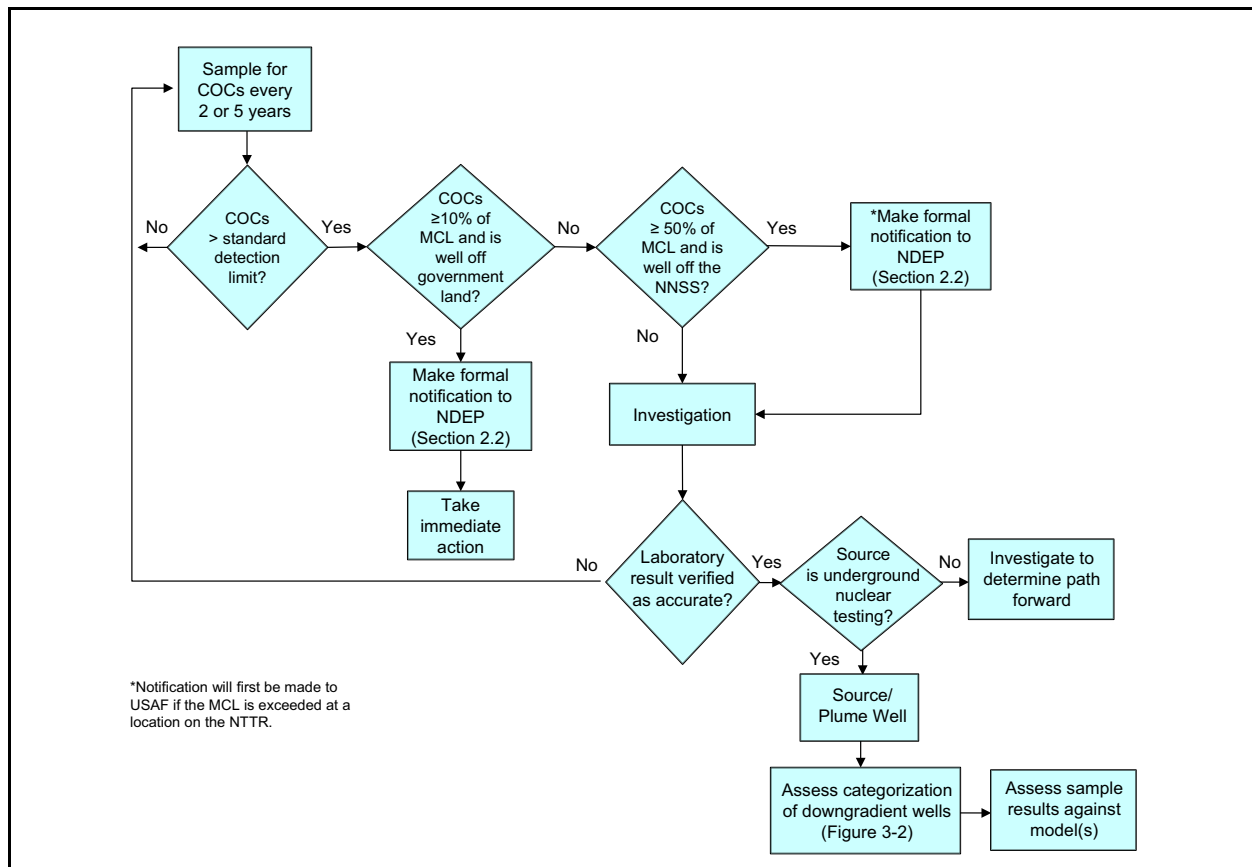 Sample for
COCs every
2 or 5 years
No
COCs
> standard
detection
limit?
Yes
COCs
≥10% of
MCL and is
well off
government
land?
No
COCs
≥ 50% of
MCL and is
well off the
NNSS?
Yes
*Make formal
notification to
NDEP
(Section 2.2)
Yes
No
Make formal
notification to
NDEP
(Section 2.2)
Investigation
Take
immediate
action
No
Laboratory
result verified
as accurate?
Yes
Source
is underground
nuclear
testing?
No
Investigate to
determine path
forward
Yes
*Notification will first be made to
USAF if the MCL is exceeded at a
location on the NTTR.
Source/
Plume Well
Assess categorization
of downgradient wells
(Figure 3-2)
Assess sample
results against
model(s)